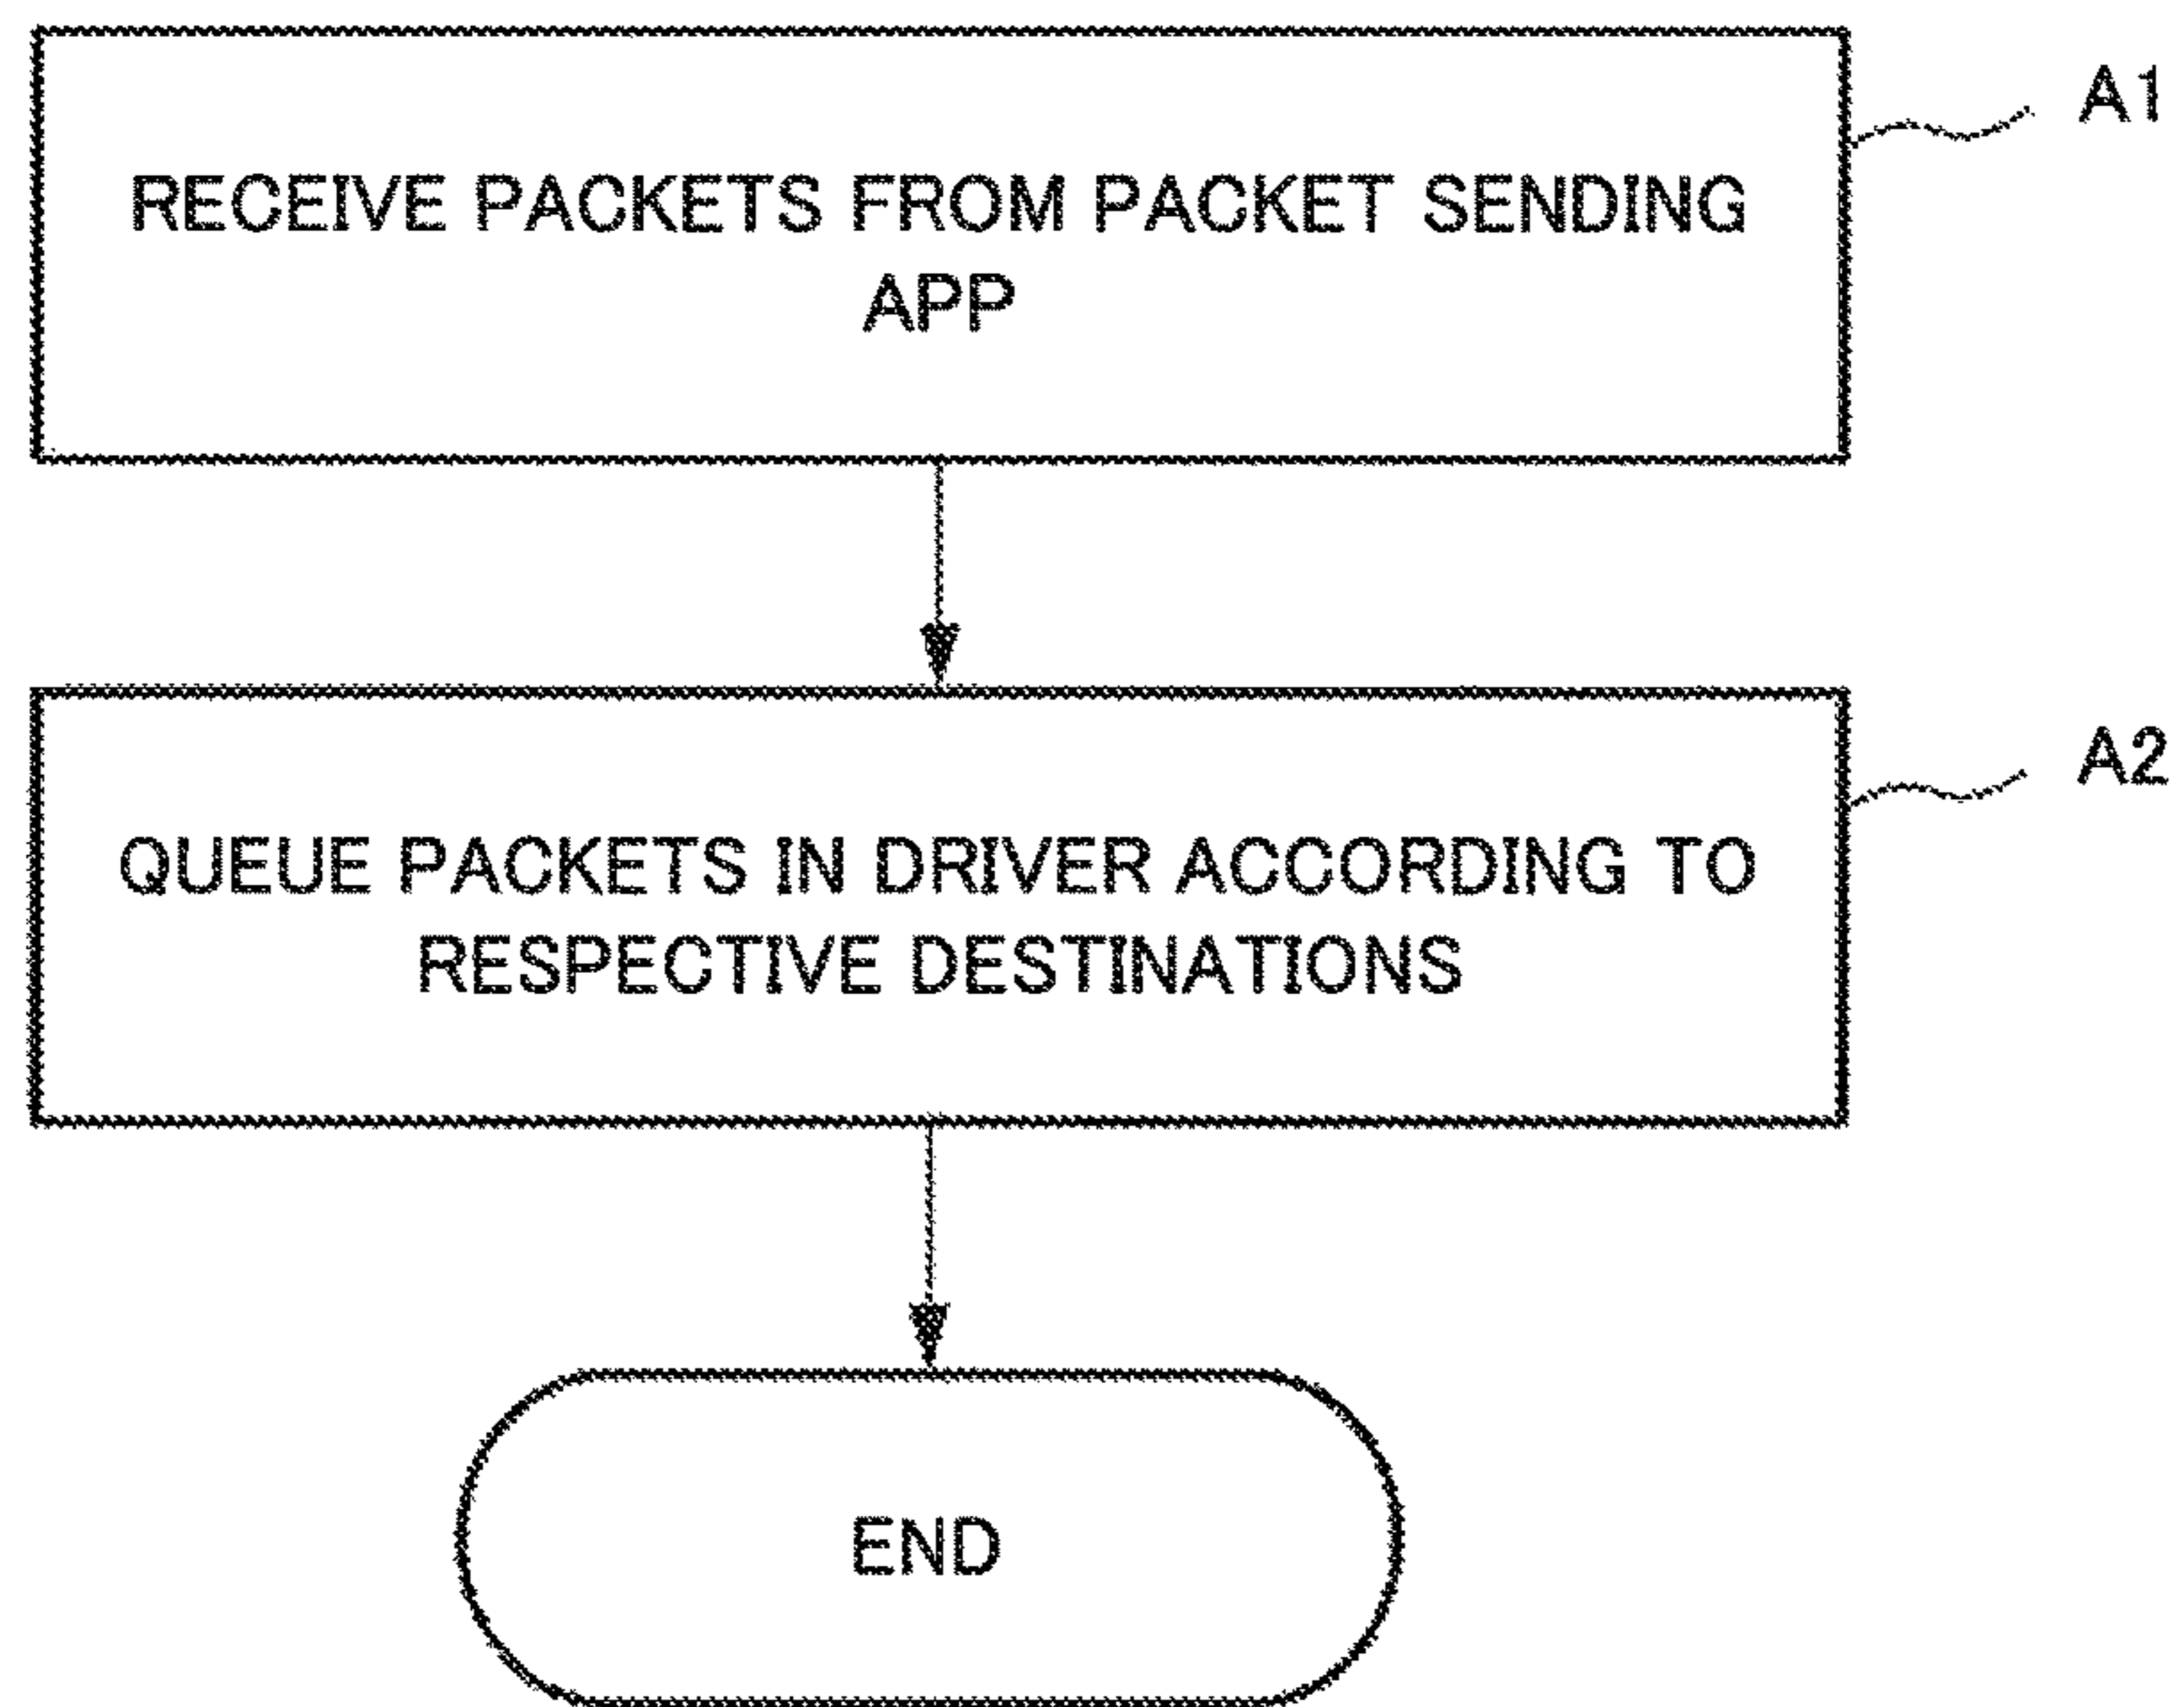 A1
RECEIVE PACKETS FROM PACKET SENDING
APP
A2
QUEUE PACKETS IN DRIVER ACCORDING TO
RESPECTIVE DESTINATIONS
END